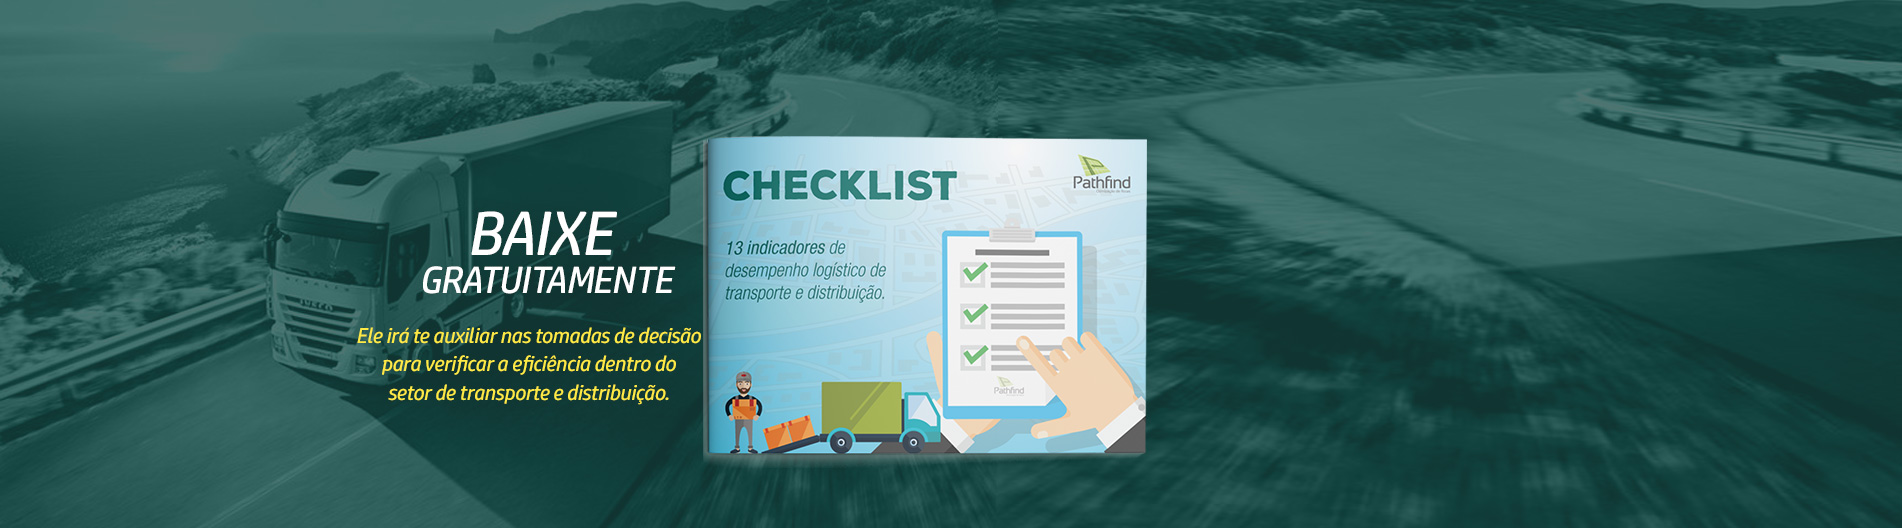 BAIXE
GRATUITAMENTE
Ele irá te auxiliar nas tomadas de decisão
para verificar a eficiência dentro do
setor de transporte e distribuição.
CHECKLIST
Pathfind
13 indicadores de
desempenho logístico de
transporte e distribuição.
Pathfind
IVECO